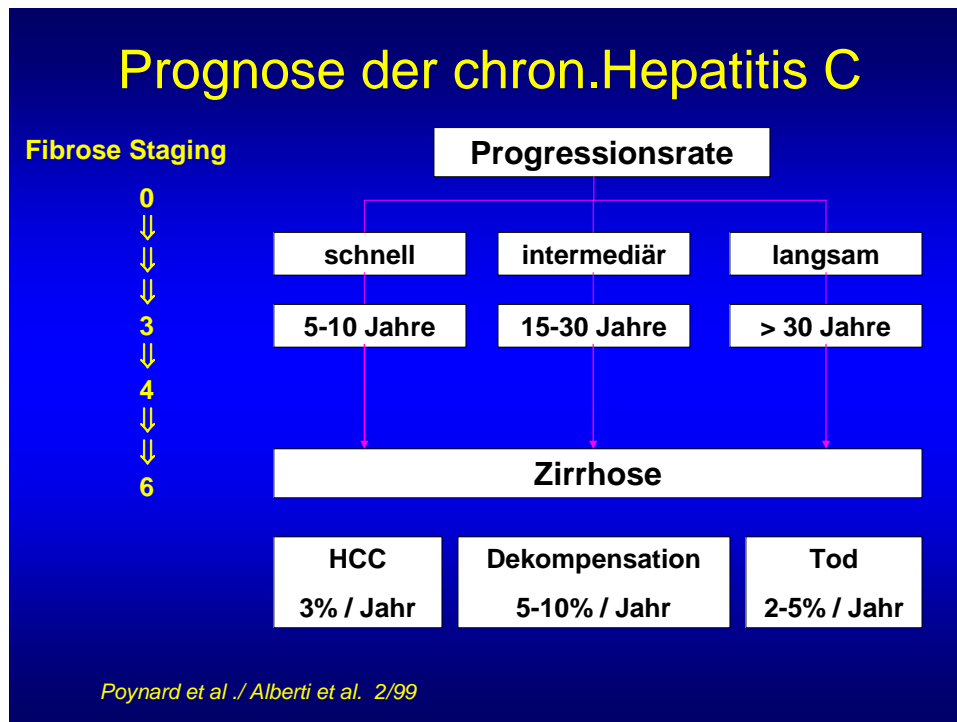 Prognose der chron.Hepatitis C
Fibrose Staging
0
⇓
⇓
⇓
3
⇓
4
⇓
⇓
6
Progressionsrate
schnell intermediär langsam
5-10 Jahre 15-30 Jahre > 30 Jahre
Zirrhose
HCC Dekompensation Tod
3% / Jahr 5-10% / Jahr 2-5% / Jahr
Poynard et al ./ Alberti et al. 2/99